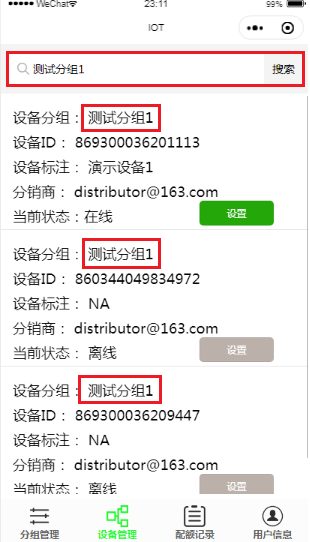 WeChat 23:11 99%
IOT
测试分组1 搜索
设备分组：测试分组1
设备ID： 869300036201113
设备标注： 演示设备1
分销商： distributor@163.com
当前状态：在线 设置
设备分组：测试分组1
设备ID： 860344049834972
设备标注： NA
分销商： distributor@163.com
当前状态： 离线 设置
设备分组：测试分组1
设备ID： 869300036209447
设备标注： NA
分销商： distributor@163.com
当前状态： 离线 设置
分组管理 设备管理 配额记录 用户信息